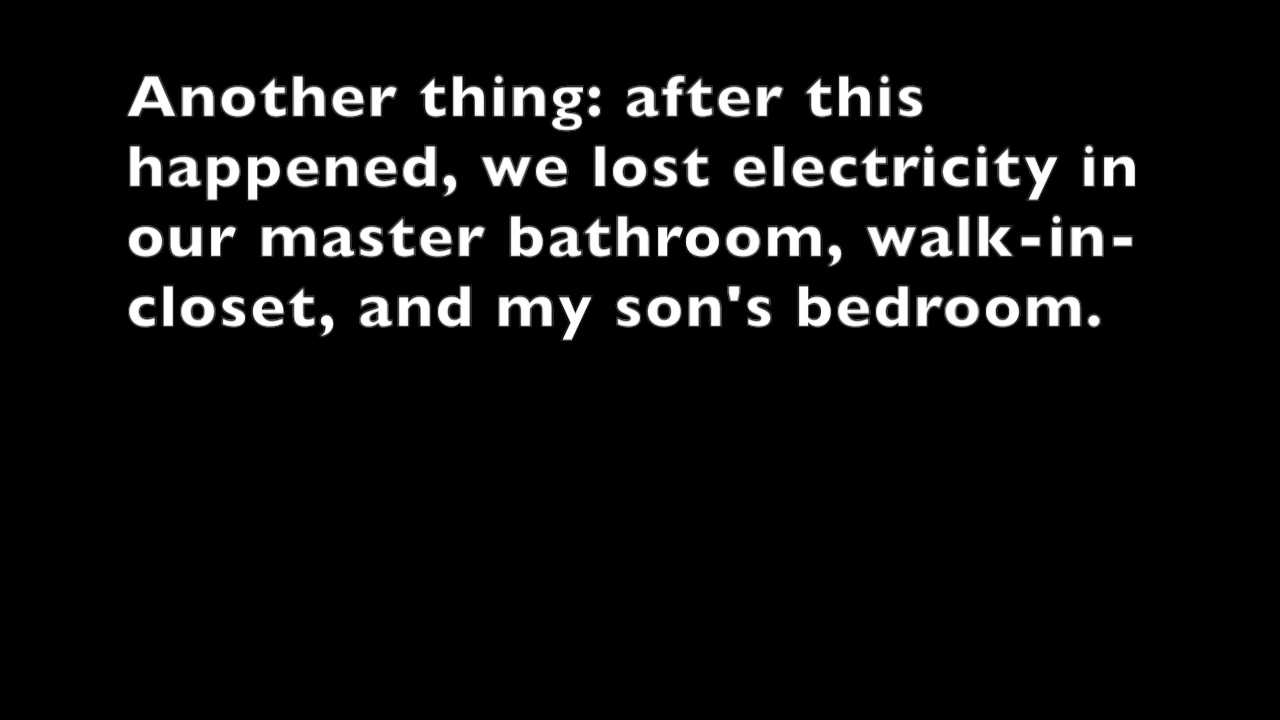 Another thing: after this
happened, we lost electricity in
our master bathroom, walk-in-
closet, and my son's bedroom.